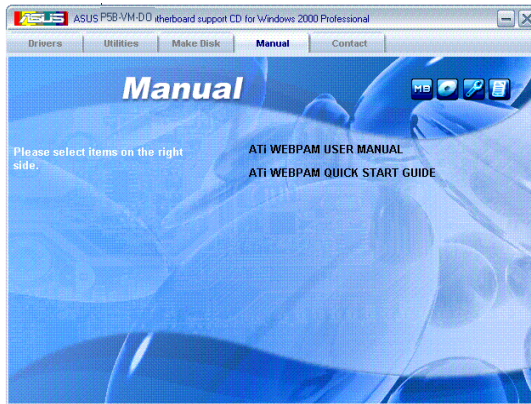 ASUS ASUS P5B-VM-DO therboard support CD for Windows 2000 Professional
Drivers Utilities Make Disk Manual Contact
Manual
MB
Please select items on the right
side.
ATi WEBPAM USER MANUAL
ATi WEBPAM QUICK START GUIDE